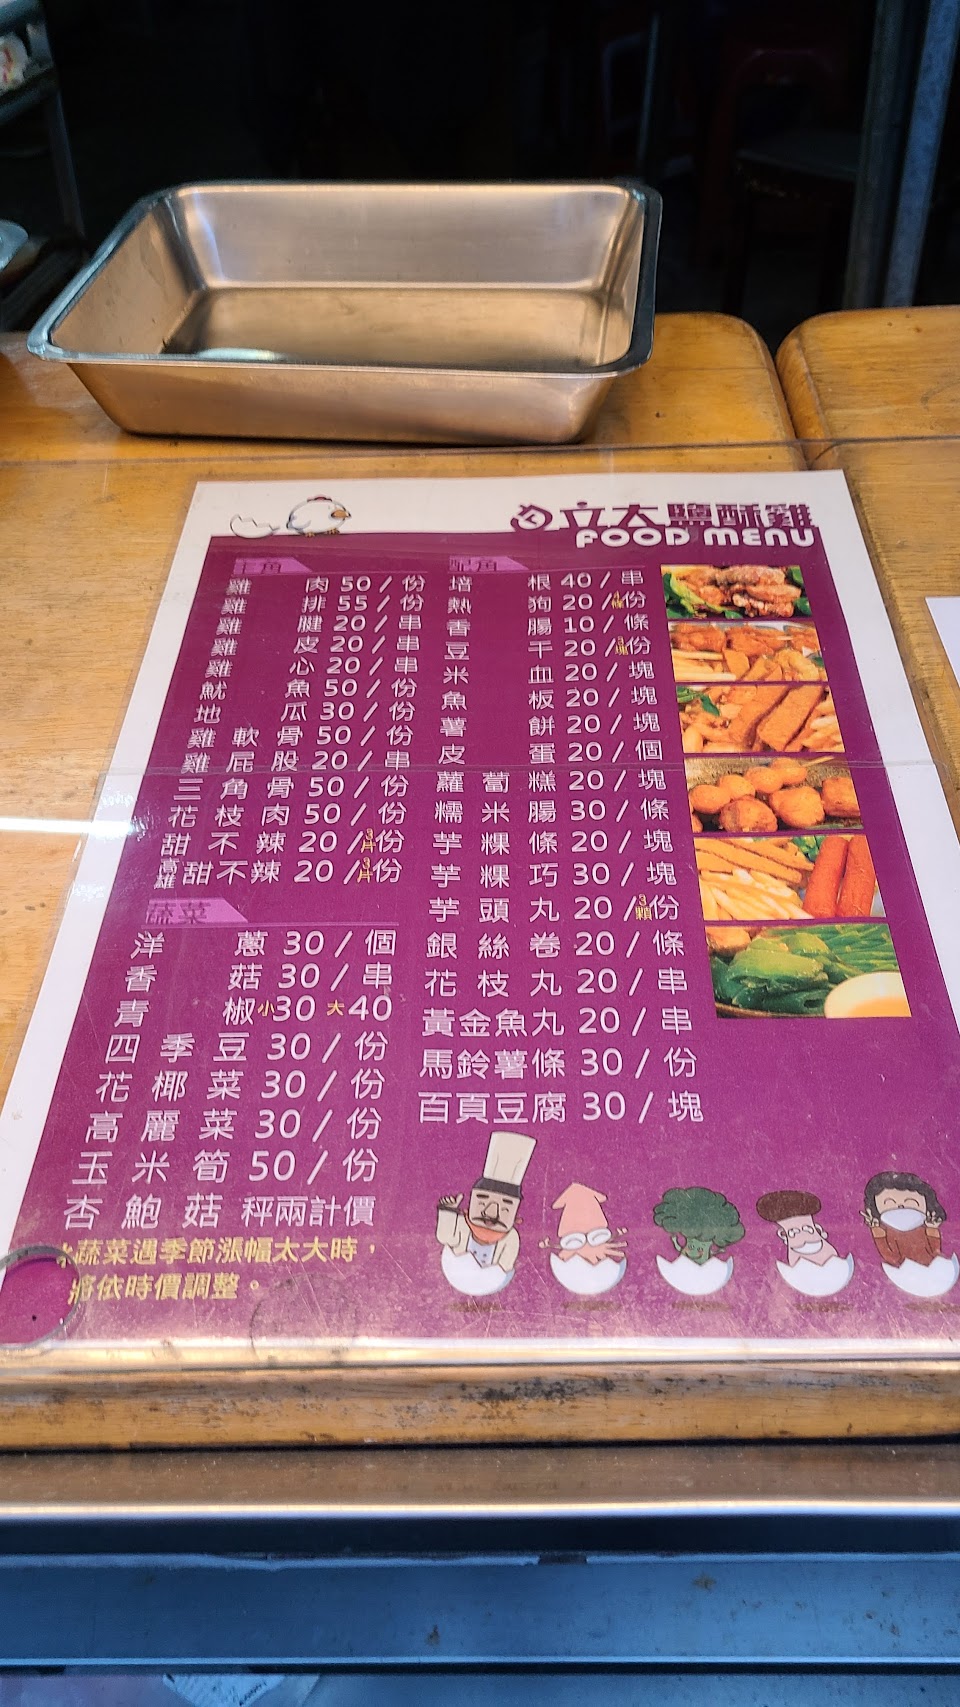 立大鹽酥雞
FOOD MENU
主角
雞肉 50 / 份
雞排 55 / 份
雞腱 20 / 串
雞皮 20 / 串
雞心 20 / 串
魷魚 50 / 份
地瓜 30 / 份
雞軟骨 50 / 份
雞屁股 20 / 串
三角骨 50 / 份
花枝肉 50 / 份
甜不辣 20 / 3片份
高雄甜不辣 20 / 3片份
蔬菜
洋蔥 30 / 個
香菇 30 / 串
青椒 小30 大40
四季豆 30 / 份
花椰菜 30 / 份
高麗菜 30 / 份
玉米筍 50 / 份
杏鮑菇 秤兩計價
*蔬菜遇季節漲幅太大時，
將依時價調整。
配角
培根 40 / 串
熱狗 20 / 份
香腸 10 / 條
豆干 20 / 3塊份
米血 20 / 塊
魚板 20 / 塊
薯餅 20 / 塊
皮蛋 20 / 個
蘿蔔糕 20 / 塊
糯米腸 30 / 條
芋粿條 20 / 塊
芋粿巧 30 / 塊
芋頭丸 20 / 3顆份
銀絲卷 20 / 條
花枝丸 20 / 串
黃金魚丸 20 / 串
馬鈴薯條 30 / 份
百頁豆腐 30 / 塊